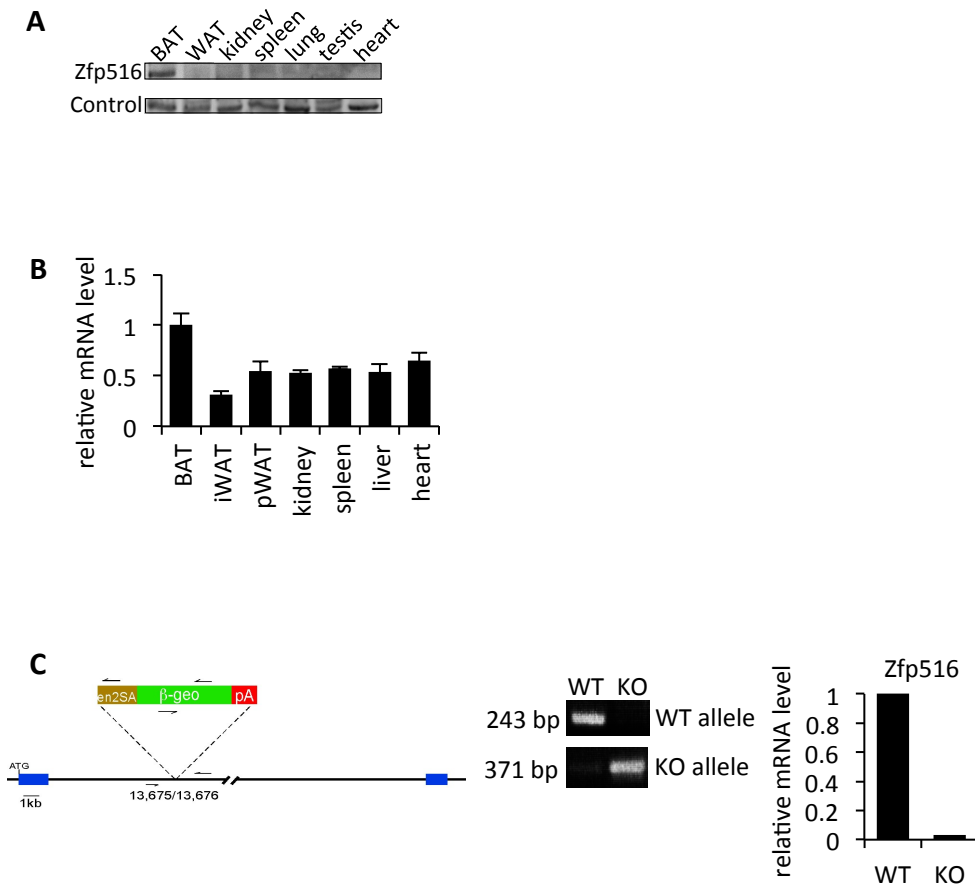 A
BAT WAT kidney spleen lung testis heart
Zfp516
Control
B
relative mRNA level
1.5
1
0.5
0
BAT iWAT pWAT kidney spleen liver heart
C
en2SA β-geo pA
ATG
1kb
13,675/13,676
WT KO
243 bp WT allele
371 bp KO allele
Zfp516
relative mRNA level
1
0.8
0.6
0.4
0.2
0
WT KO